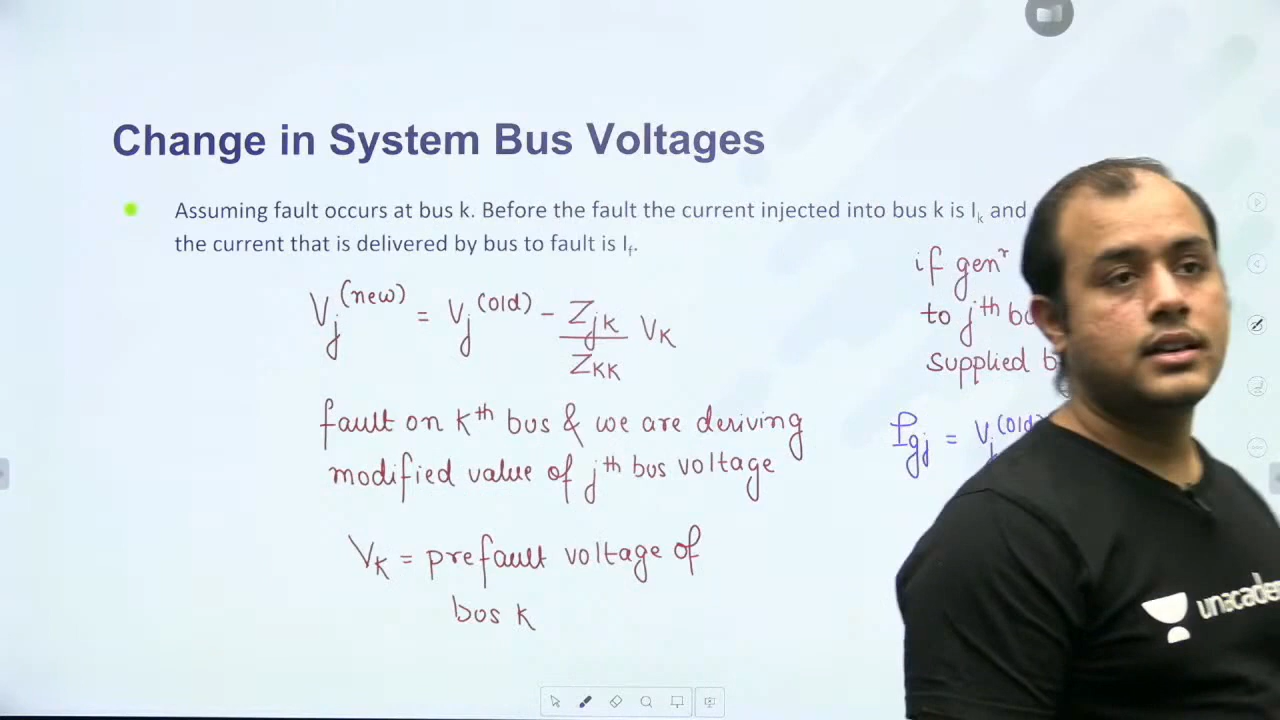 Change in System Bus Voltages
Assuming fault occurs at bus k. Before the fault the current injected into bus k is Ik and
the current that is delivered by bus to fault is If.
Vj(new) = Vj(old) - Zjk/ZKK VK
fault on kth bus & we are deriving
modified value of jth bus voltage
VK = prefault voltage of
bus k
if genr
to jth
supplied
Igj = Vj(old)
unacade